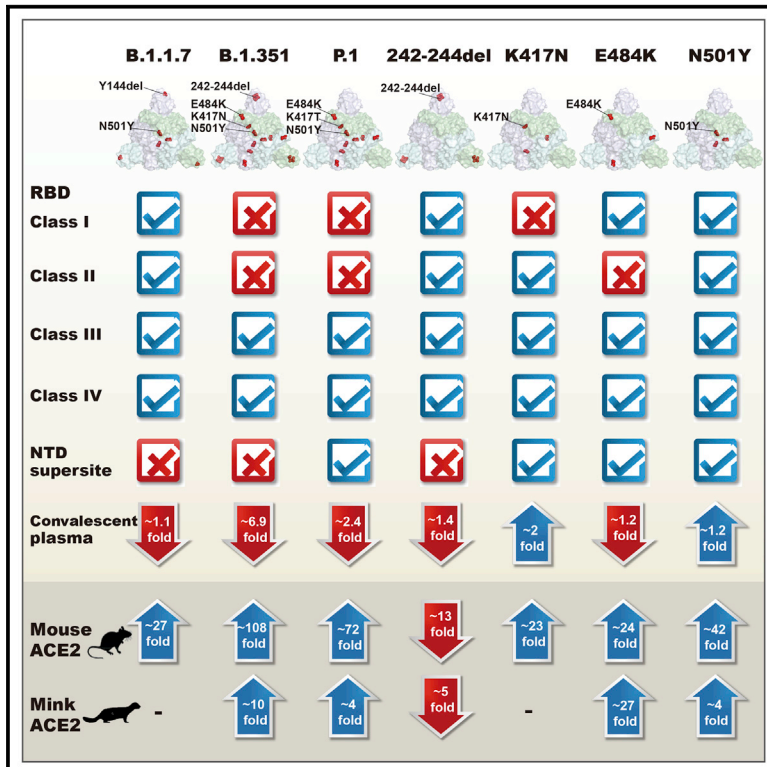 B.1.1.7 B.1.351 P.1 242-244del K417N E484K N501Y
Y144del
N501Y
242-244del
E484K
K417N
N501Y
E484K
K417T
N501Y
242-244del
K417N
E484K
N501Y
RBD
Class I
Class II
Class III
Class IV
NTD
supersite
Convalescent
plasma
~1.1
fold
~6.9
fold
~2.4
fold
~1.4
fold
~2
fold
~1.2
fold
~1.2
fold
Mouse
ACE2
~27
fold
~108
fold
~72
fold
~13
fold
~23
fold
~24
fold
~42
fold
Mink
ACE2
-
~10
fold
~4
fold
~5
fold
-
~27
fold
~4
fold